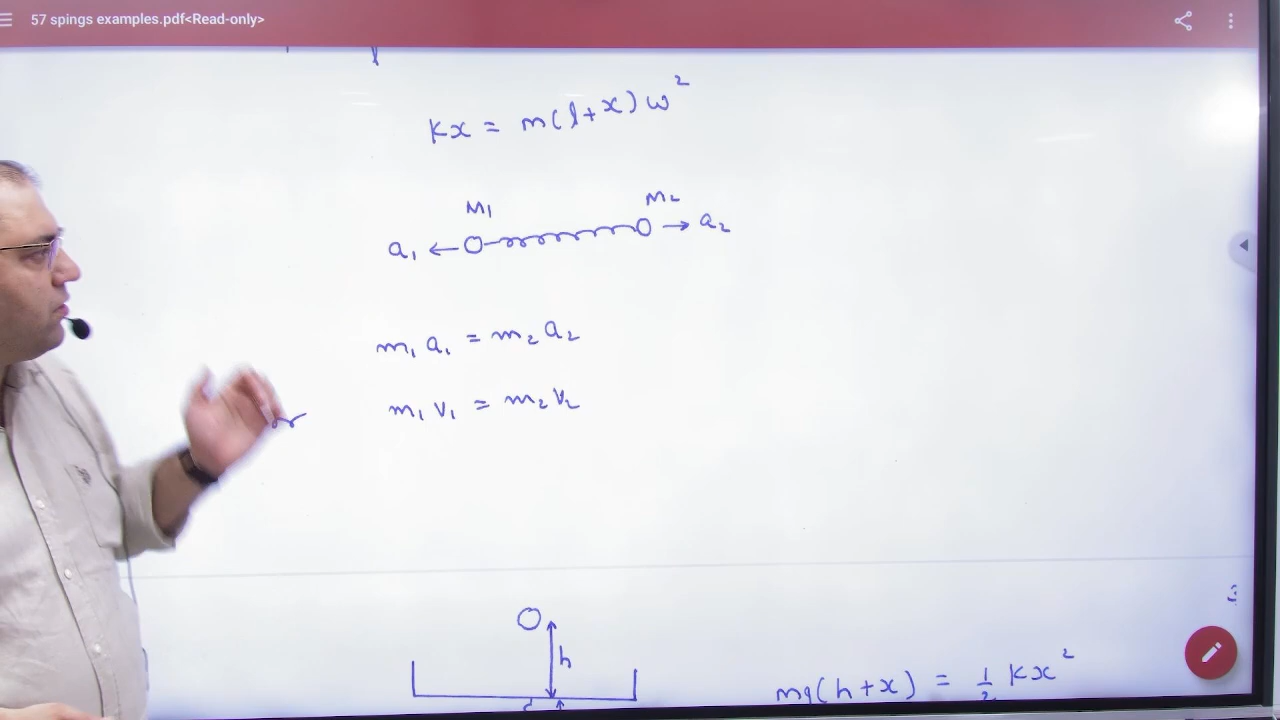 57 spings examples.pdf<Read-only>
Kx = m(l+x)ω²
M₁ M₂
a₁ a₂
m₁ a₁ = m₂ a₂
m₁ v₁ = m₂ v₂
h
mg(h+x) = ½ Kx²